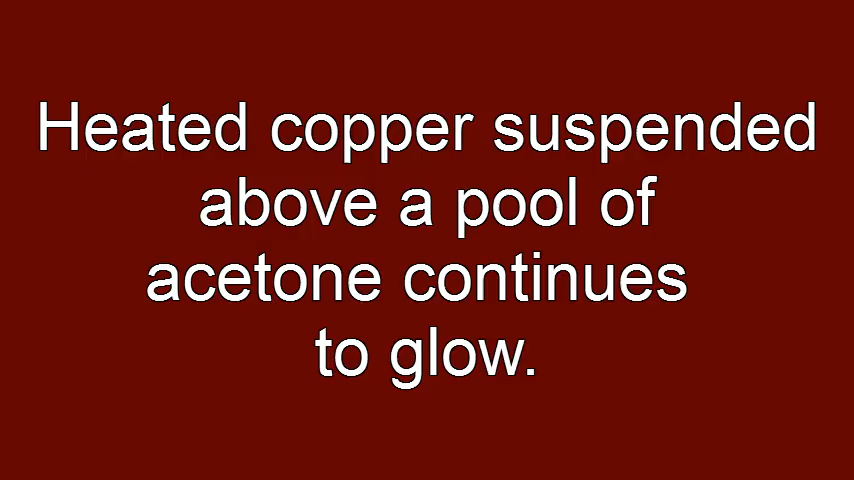 Heated copper suspended
above a pool of
acetone continues
to glow.